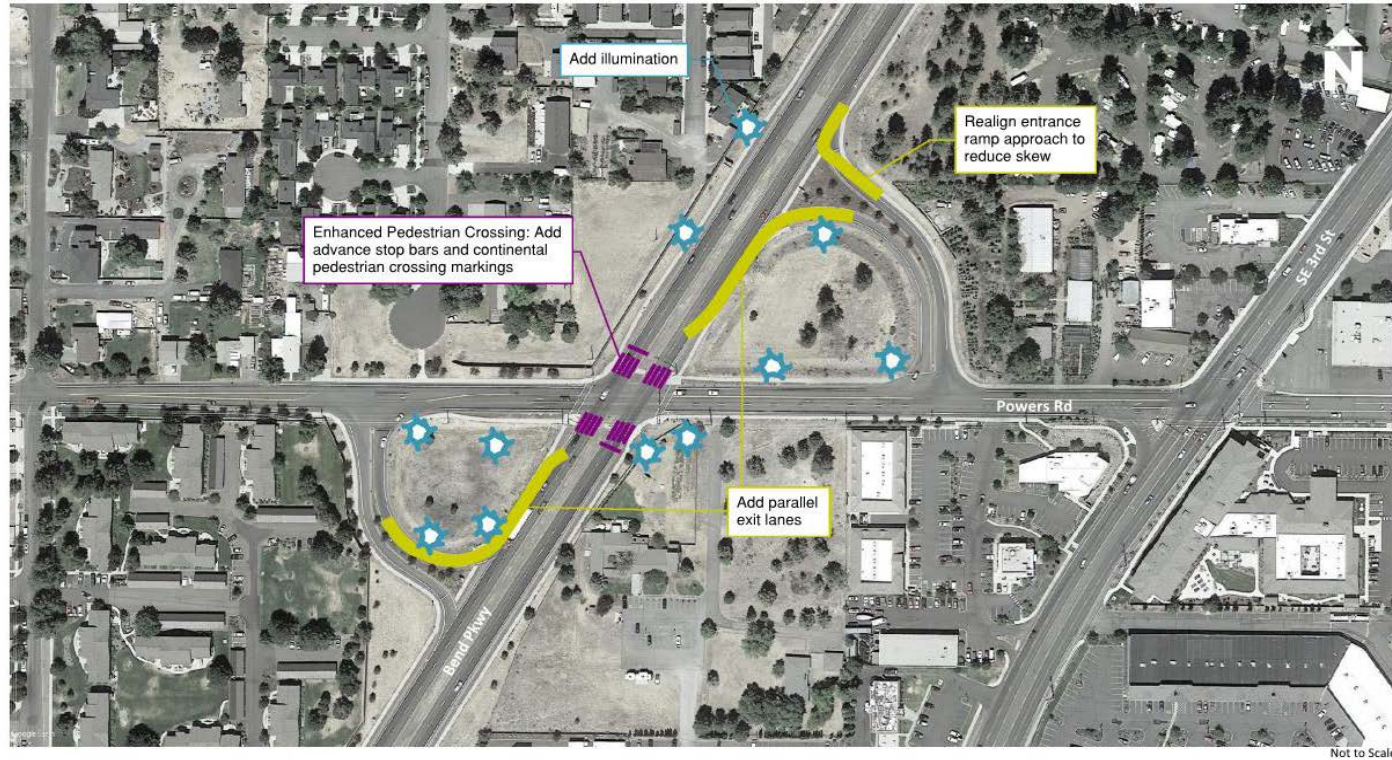 Add illumination
N
Realign entrance
ramp approach to
reduce skew
SE 3rd St
Enhanced Pedestrian Crossing: Add
advance stop bars and continental
pedestrian crossing markings
Powers Rd
Add parallel
exit lanes
Bend Pkwy
Not to Scale